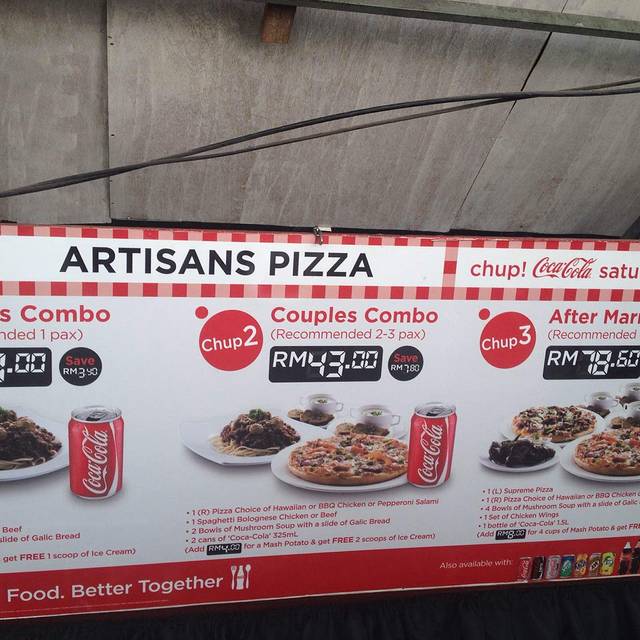 ARTISANS PIZZA
chup! Coca-Cola satu
s Combo
nded 1 pax)
.00
Save
RM3.40
Beef
slide of Galic Bread
get FREE 1 scoop of Ice Cream)
Chup2
Couples Combo
(Recommended 2-3 pax)
RM43.00
Save
RM7.80
Coca-Cola
Coca-Cola
• 1 (R) Pizza Choice of Hawaiian or BBQ Chicken or Pepperoni Salami
• 1 Spaghetti Bolognese Chicken or Beef
• 2 Bowls of Mushroom Soup with a slide of Galic Bread
• 2 cans of 'Coca-Cola' 325mL
(Add RM4.00 for a Mash Potato & get FREE 2 scoops of Ice Cream)
Chup3
After Mar
(Recommended
RM78.60
• 1 (L) Supreme Pizza
• 1 (R) Pizza Choice of Hawaiian or BBQ Chicken
• 4 Bowls of Mushroom Soup with a slide of Galic
• 1 Set of Chicken Wings
• 1 bottle of 'Coca-Cola' 1.5L
(Add RM8.00 for 4 cups of Mash Potato & get FR
Food. Better Together
Also available with: